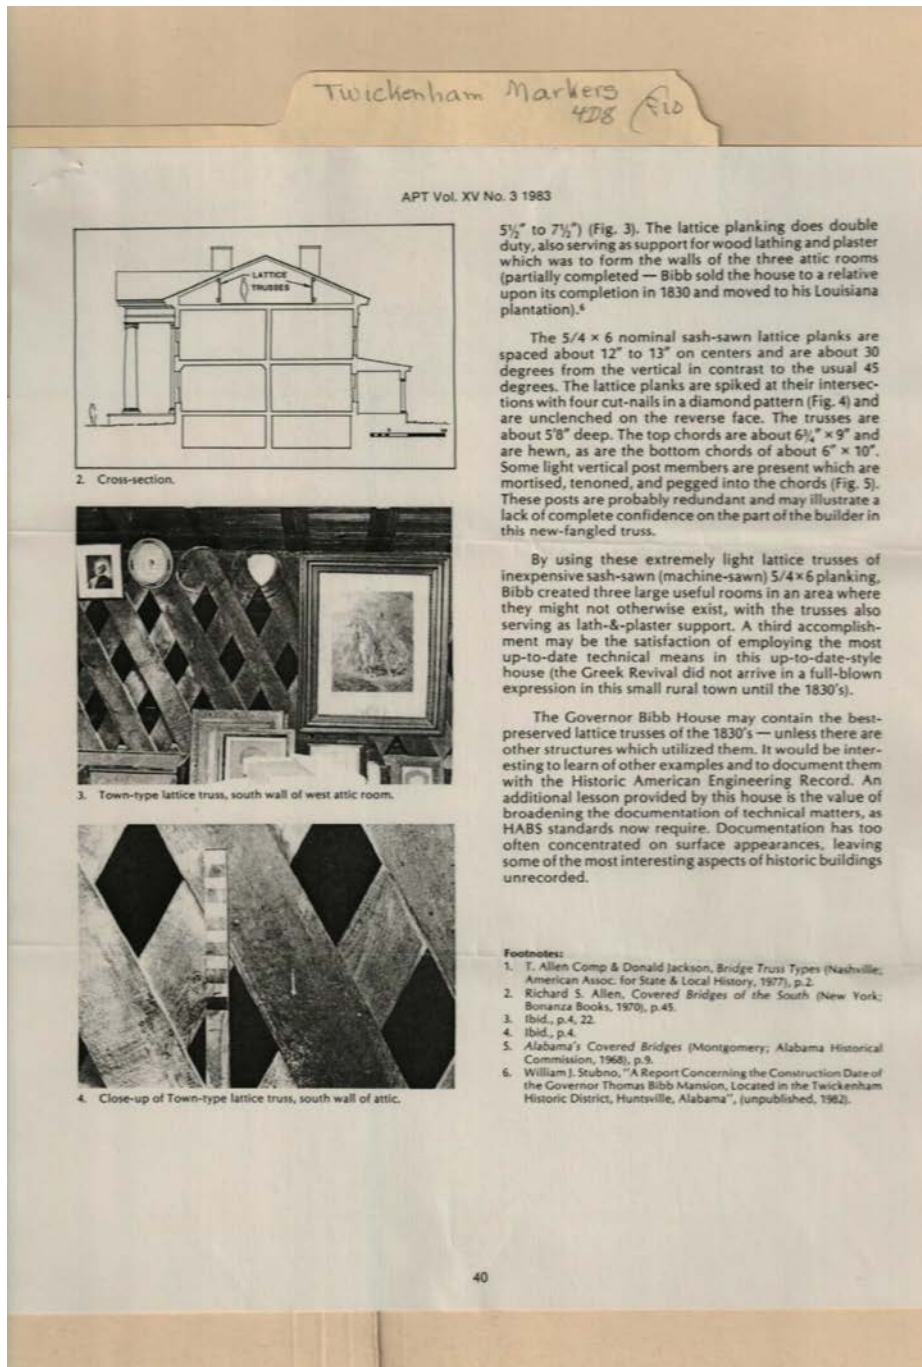 Twickenham Markers
4D8
F10
APT Vol. XV No. 3 1983
LATTICE
TRUSSES
2. Cross-section.
3. Town-type lattice truss, south wall of west attic room.
4. Close-up of Town-type lattice truss, south wall of attic.
5½″ to 7½″) (Fig. 3). The lattice planking does double
duty, also serving as support for wood lathing and plaster
which was to form the walls of the three attic rooms
(partially completed — Bibb sold the house to a relative
upon its completion in 1830 and moved to his Louisiana
plantation).⁶
The 5/4 × 6 nominal sash-sawn lattice planks are
spaced about 12″ to 13″ on centers and are about 30
degrees from the vertical in contrast to the usual 45
degrees. The lattice planks are spiked at their intersec-
tions with four cut-nails in a diamond pattern (Fig. 4) and
are unclenched on the reverse face. The trusses are
about 5′8″ deep. The top chords are about 6¾″ × 9″ and
are hewn, as are the bottom chords of about 6″ × 10″.
Some light vertical post members are present which are
mortised, tenoned, and pegged into the chords (Fig. 5).
These posts are probably redundant and may illustrate a
lack of complete confidence on the part of the builder in
this new-fangled truss.
By using these extremely light lattice trusses of
inexpensive sash-sawn (machine-sawn) 5/4×6 planking,
Bibb created three large useful rooms in an area where
they might not otherwise exist, with the trusses also
serving as lath-&-plaster support. A third accomplish-
ment may be the satisfaction of employing the most
up-to-date technical means in this up-to-date-style
house (the Greek Revival did not arrive in a full-blown
expression in this small rural town until the 1830's).
The Governor Bibb House may contain the best-
preserved lattice trusses of the 1830's — unless there are
other structures which utilized them. It would be inter-
esting to learn of other examples and to document them
with the Historic American Engineering Record. An
additional lesson provided by this house is the value of
broadening the documentation of technical matters, as
HABS standards now require. Documentation has too
often concentrated on surface appearances, leaving
some of the most interesting aspects of historic buildings
unrecorded.
Footnotes:
1. T. Allen Comp & Donald Jackson, Bridge Truss Types (Nashville;
American Assoc. for State & Local History, 1977), p.2.
2. Richard S. Allen, Covered Bridges of the South (New York;
Bonanza Books, 1970), p.45.
3. Ibid., p.4, 22.
4. Ibid., p.4.
5. Alabama's Covered Bridges (Montgomery; Alabama Historical
Commission, 1968), p.9.
6. William J. Stubno, "A Report Concerning the Construction Date of
the Governor Thomas Bibb Mansion, Located in the Twickenham
Historic District, Huntsville, Alabama", (unpublished, 1982).
40